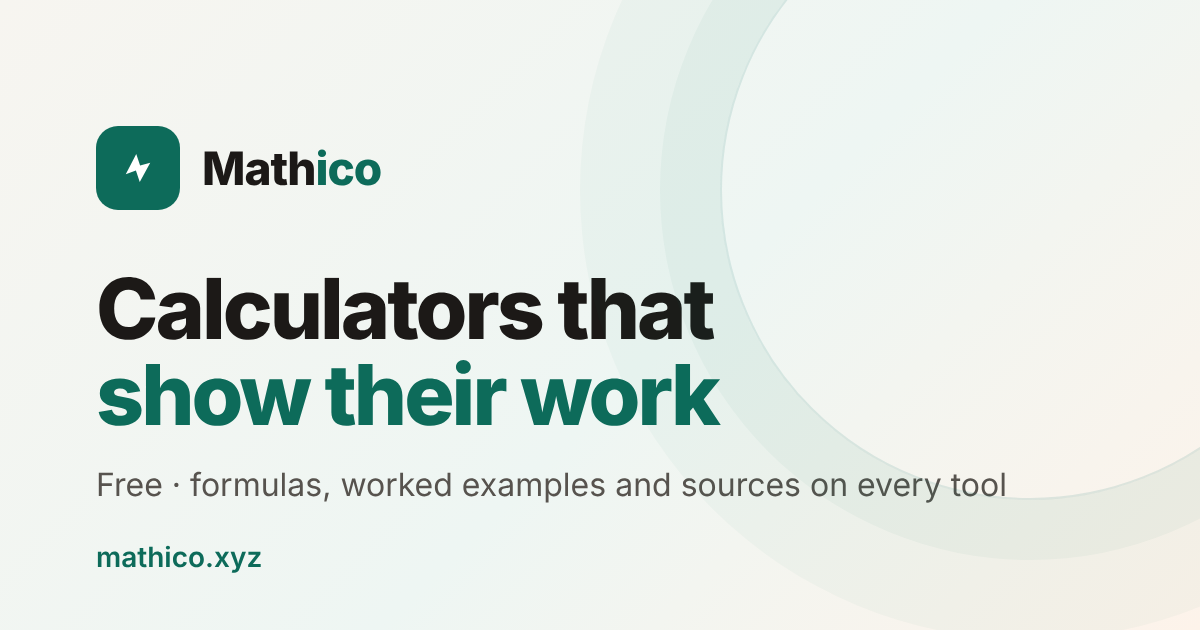 Mathico
Calculators that
show their work
Free · formulas, worked examples and sources on every tool
mathico.xyz